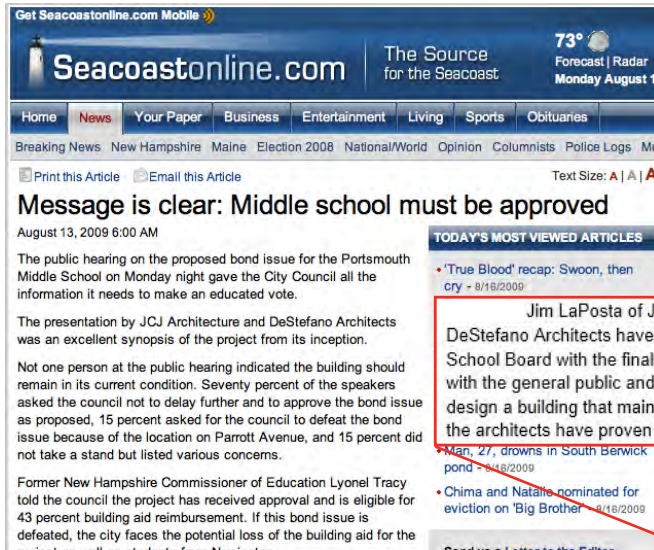 Get Seacoastonline.com Mobile
Seacoastonline.com
The Source
for the Seacoast
73°
Forecast | Radar
Monday August 1
Home News Your Paper Business Entertainment Living Sports Obituaries
Breaking News New Hampshire Maine Election 2008 National/World Opinion Columnists Police Logs
Print this Article Email this Article
Text Size: A | A | A
Message is clear: Middle school must be approved
August 13, 2009 6:00 AM
The public hearing on the proposed bond issue for the Portsmouth
Middle School on Monday night gave the City Council all the
information it needs to make an educated vote.
The presentation by JCJ Architecture and DeStefano Architects
was an excellent synopsis of the project from its inception.
Not one person at the public hearing indicated the building should
remain in its current condition. Seventy percent of the speakers
asked the council not to delay further and to approve the bond issue
as proposed, 15 percent asked for the council to defeat the bond
issue because of the location on Parrott Avenue, and 15 percent did
not take a stand but listed various concerns.
Former New Hampshire Commissioner of Education Lyonel Tracy
told the council the project has received approval and is eligible for
43 percent building aid reimbursement. If this bond issue is
defeated, the city faces the potential loss of the building aid for the
TODAY'S MOST VIEWED ARTICLES
'True Blood' recap: Swoon, then
cry - 8/16/2009
Jim LaPosta of J
DeStefano Architects have
School Board with the final
with the general public and
design a building that main
the architects have proven
Man, 27, drowns in South Berwick
pond - 8/16/2009
Chima and Natalie nominated for
eviction on 'Big Brother' - 8/16/2009